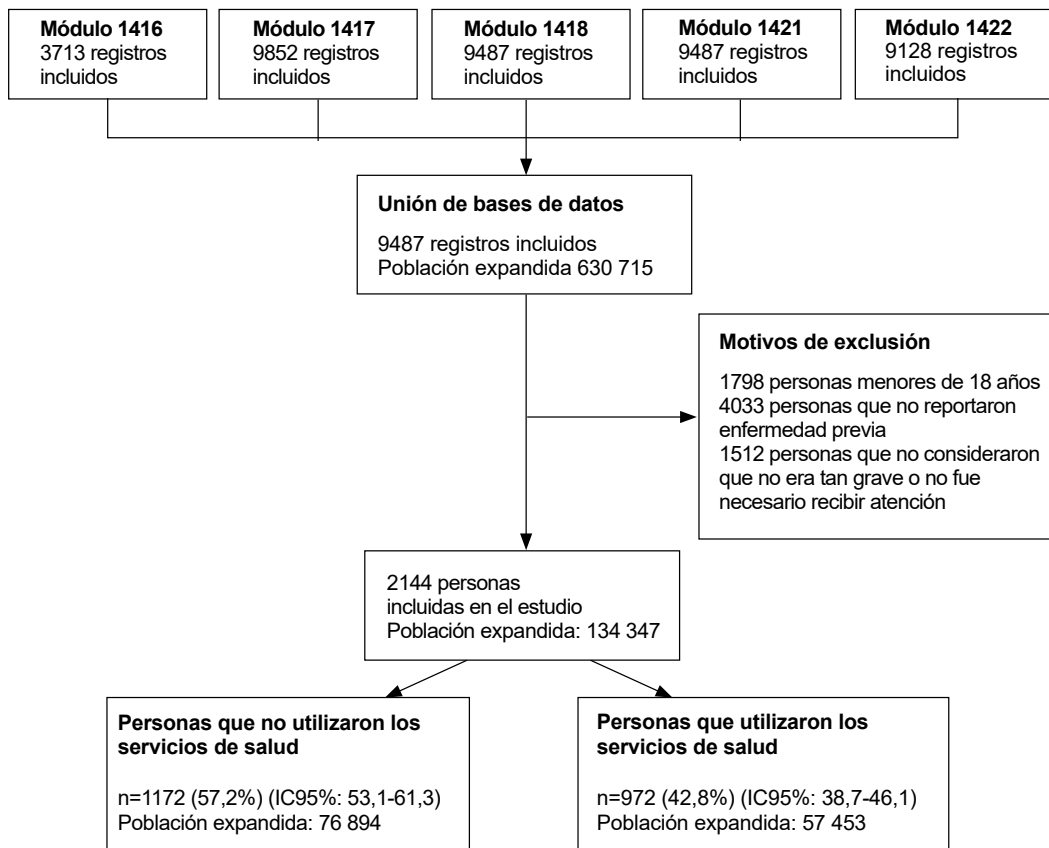 Módulo 1416
3713 registros
incluidos
Módulo 1417
9852 registros
incluidos
Módulo 1418
9487 registros
incluidos
Módulo 1421
9487 registros
incluidos
Módulo 1422
9128 registros
incluidos
Unión de bases de datos
9487 registros incluidos
Población expandida 630 715
Motivos de exclusión
1798 personas menores de 18 años
4033 personas que no reportaron
enfermedad previa
1512 personas que no consideraron
que no era tan grave o no fue
necesario recibir atención
2144 personas
incluidas en el estudio
Población expandida: 134 347
Personas que no utilizaron los
servicios de salud
n=1172 (57,2%) (IC95%: 53,1-61,3)
Población expandida: 76 894
Personas que utilizaron los
servicios de salud
n=972 (42,8%) (IC95%: 38,7-46,1)
Población expandida: 57 453